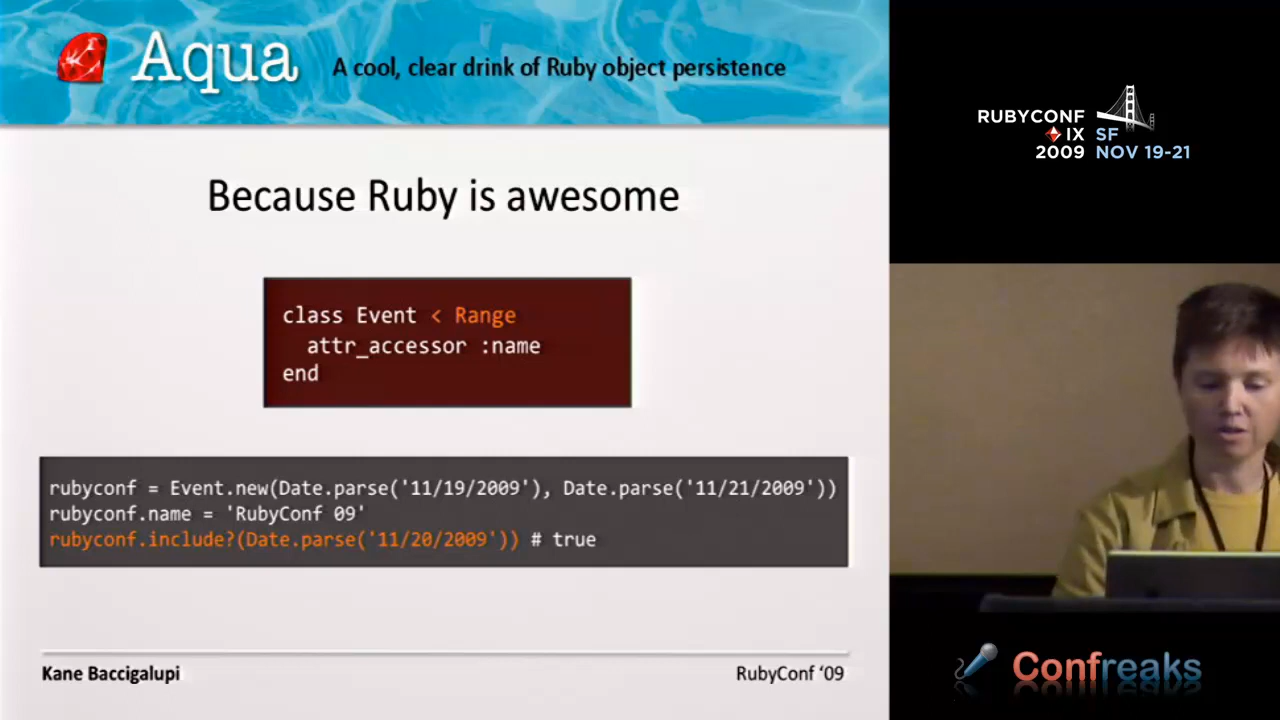 Aqua
A cool, clear drink of Ruby object persistence
Because Ruby is awesome
class Event < Range
attr_accessor :name
end
rubyconf = Event.new(Date.parse('11/19/2009'), Date.parse('11/21/2009'))
rubyconf.name = 'RubyConf 09'
rubyconf.include?(Date.parse('11/20/2009')) # true
Kane Baccigalupi
RubyConf ‘09
RUBYCONF
IX SF
2009 NOV 19-21
Confreaks